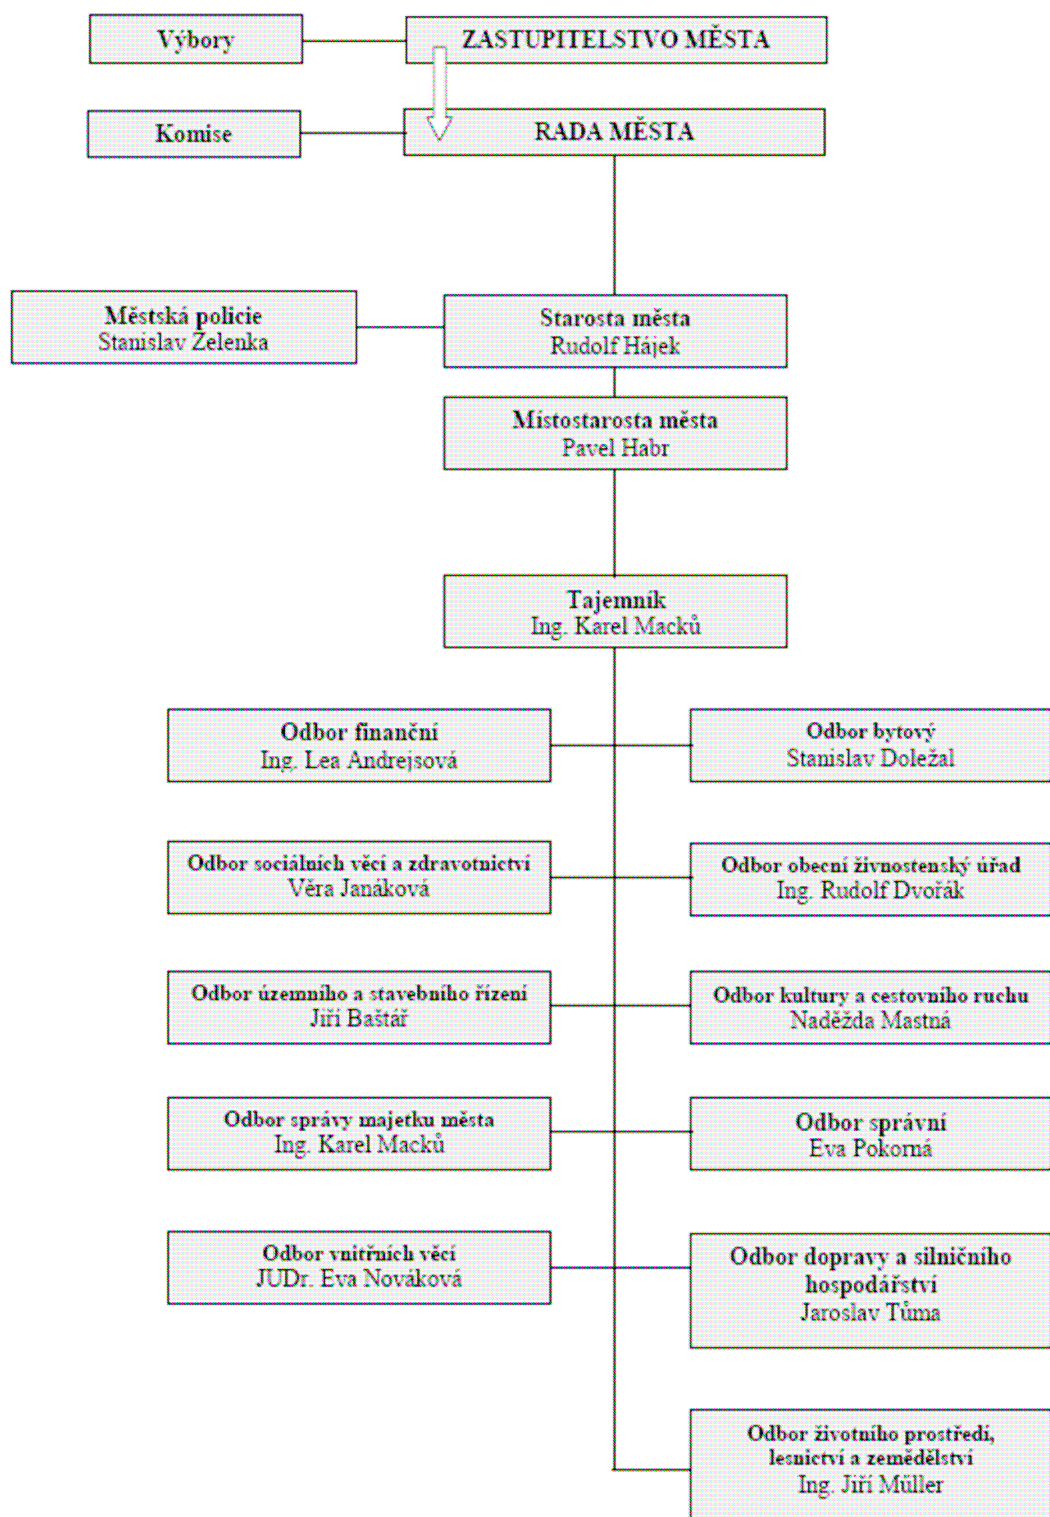 Výbory
ZASTUPITELSTVO MĚSTA
Komise
RADA MĚSTA
Městská policie
Stanislav Zelenka
Starosta města
Rudolf Hájek
Místostarosta města
Pavel Habr
Tajemník
Ing. Karel Macků
Odbor finanční
Ing. Lea Andrejsová
Odbor bytový
Stanislav Doležal
Odbor sociálních věcí a zdravotnictví
Věra Janáková
Odbor obecní živnostenský úřad
Ing. Rudolf Dvořák
Odbor územního a stavebního řízení
Jiří Baštář
Odbor kultury a cestovního ruchu
Naděžda Mastná
Odbor správy majetku města
Ing. Karel Macků
Odbor správní
Eva Pokorná
Odbor vnitřních věcí
JUDr. Eva Nováková
Odbor dopravy a silničního
hospodářství
Jaroslav Tůma
Odbor životního prostředí,
lesnictví a zemědělství
Ing. Jiří Müller